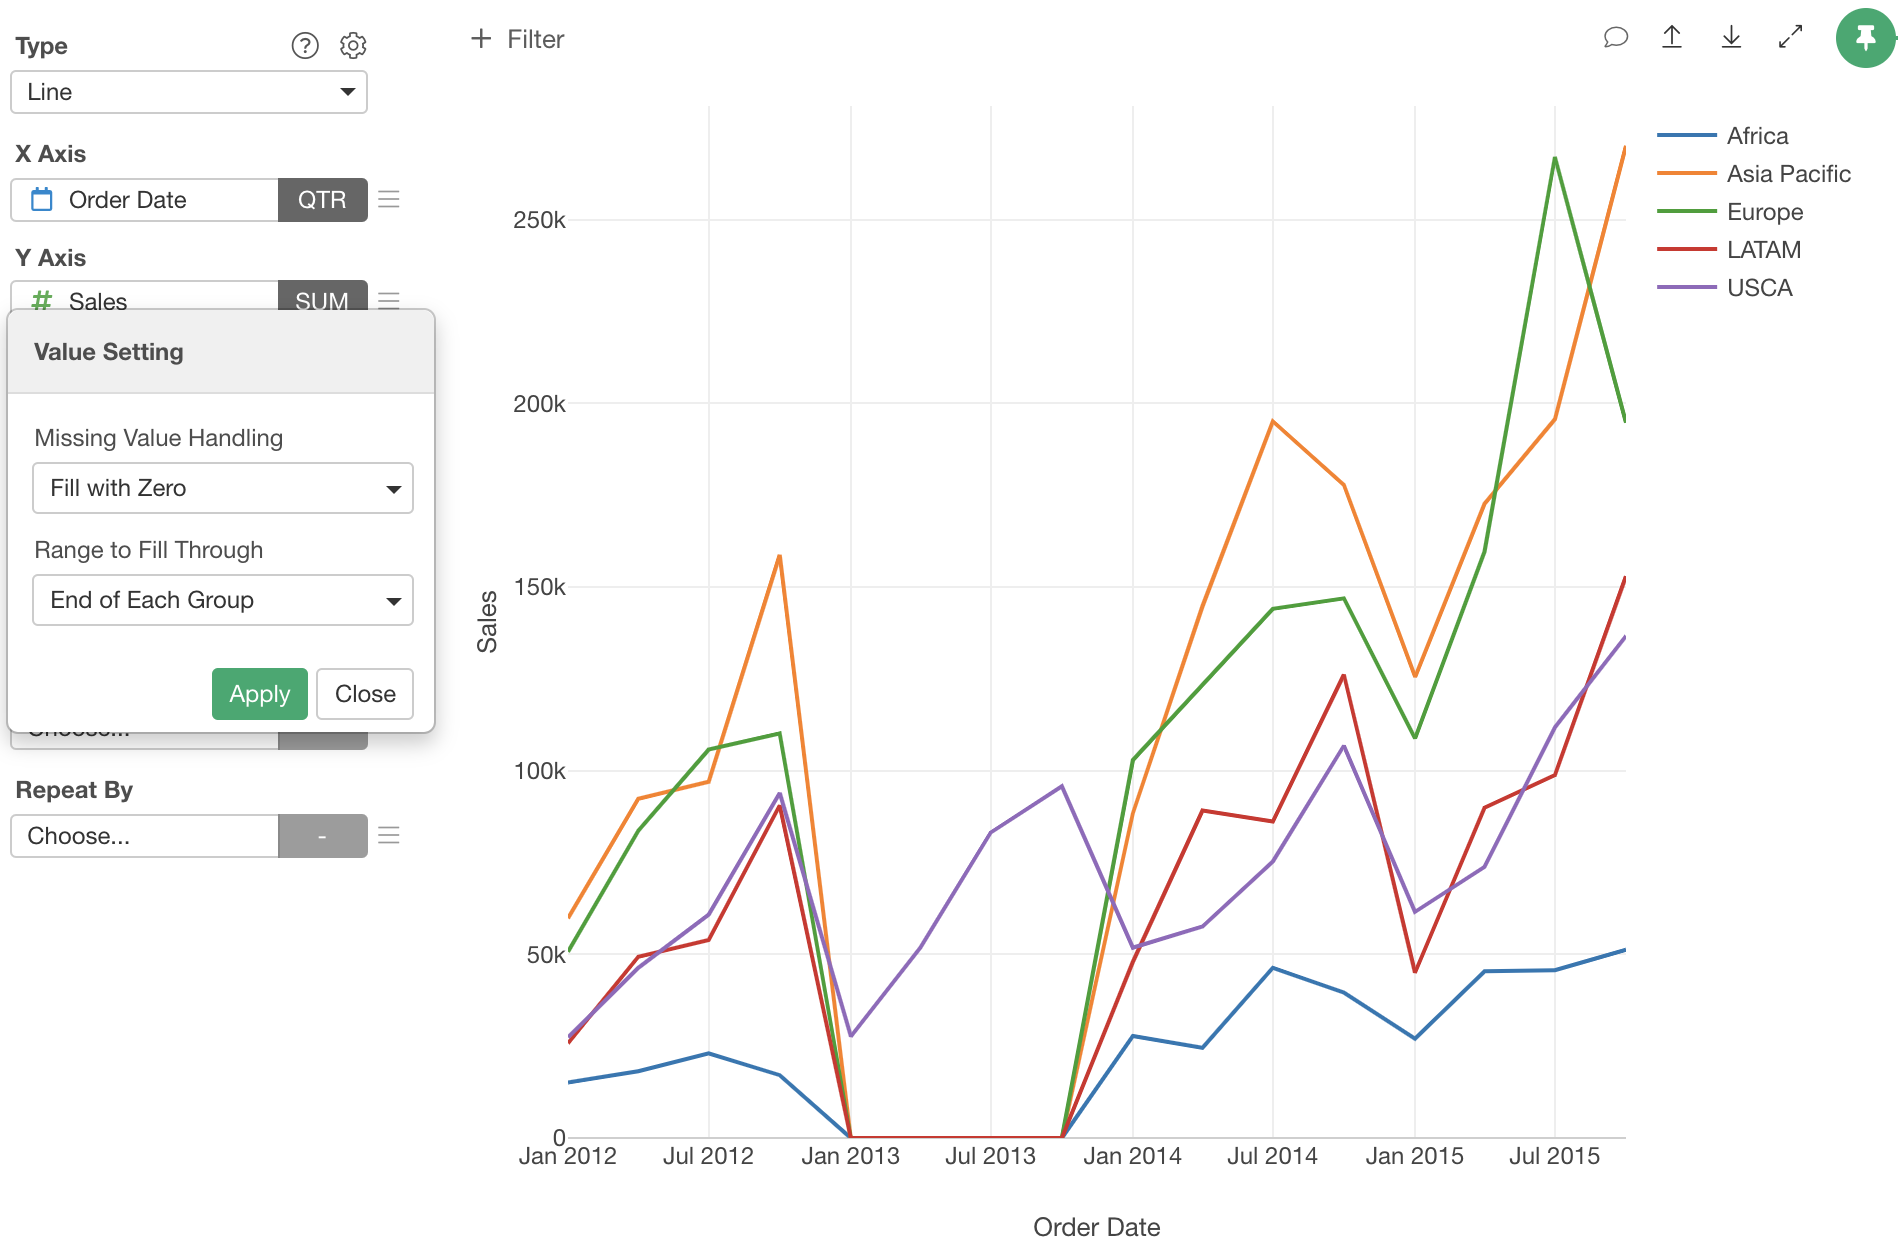 Type
Line
X Axis
Order Date QTR
Y Axis
# Sales SUM
Value Setting
Missing Value Handling
Fill with Zero
Range to Fill Through
End of Each Group
Apply Close
Choose...
Repeat By
Choose... -
+ Filter
Africa
Asia Pacific
Europe
LATAM
USCA
250k
200k
150k
100k
50k
0
Sales
Jan 2012 Jul 2012 Jan 2013 Jul 2013 Jan 2014 Jul 2014 Jan 2015 Jul 2015
Order Date